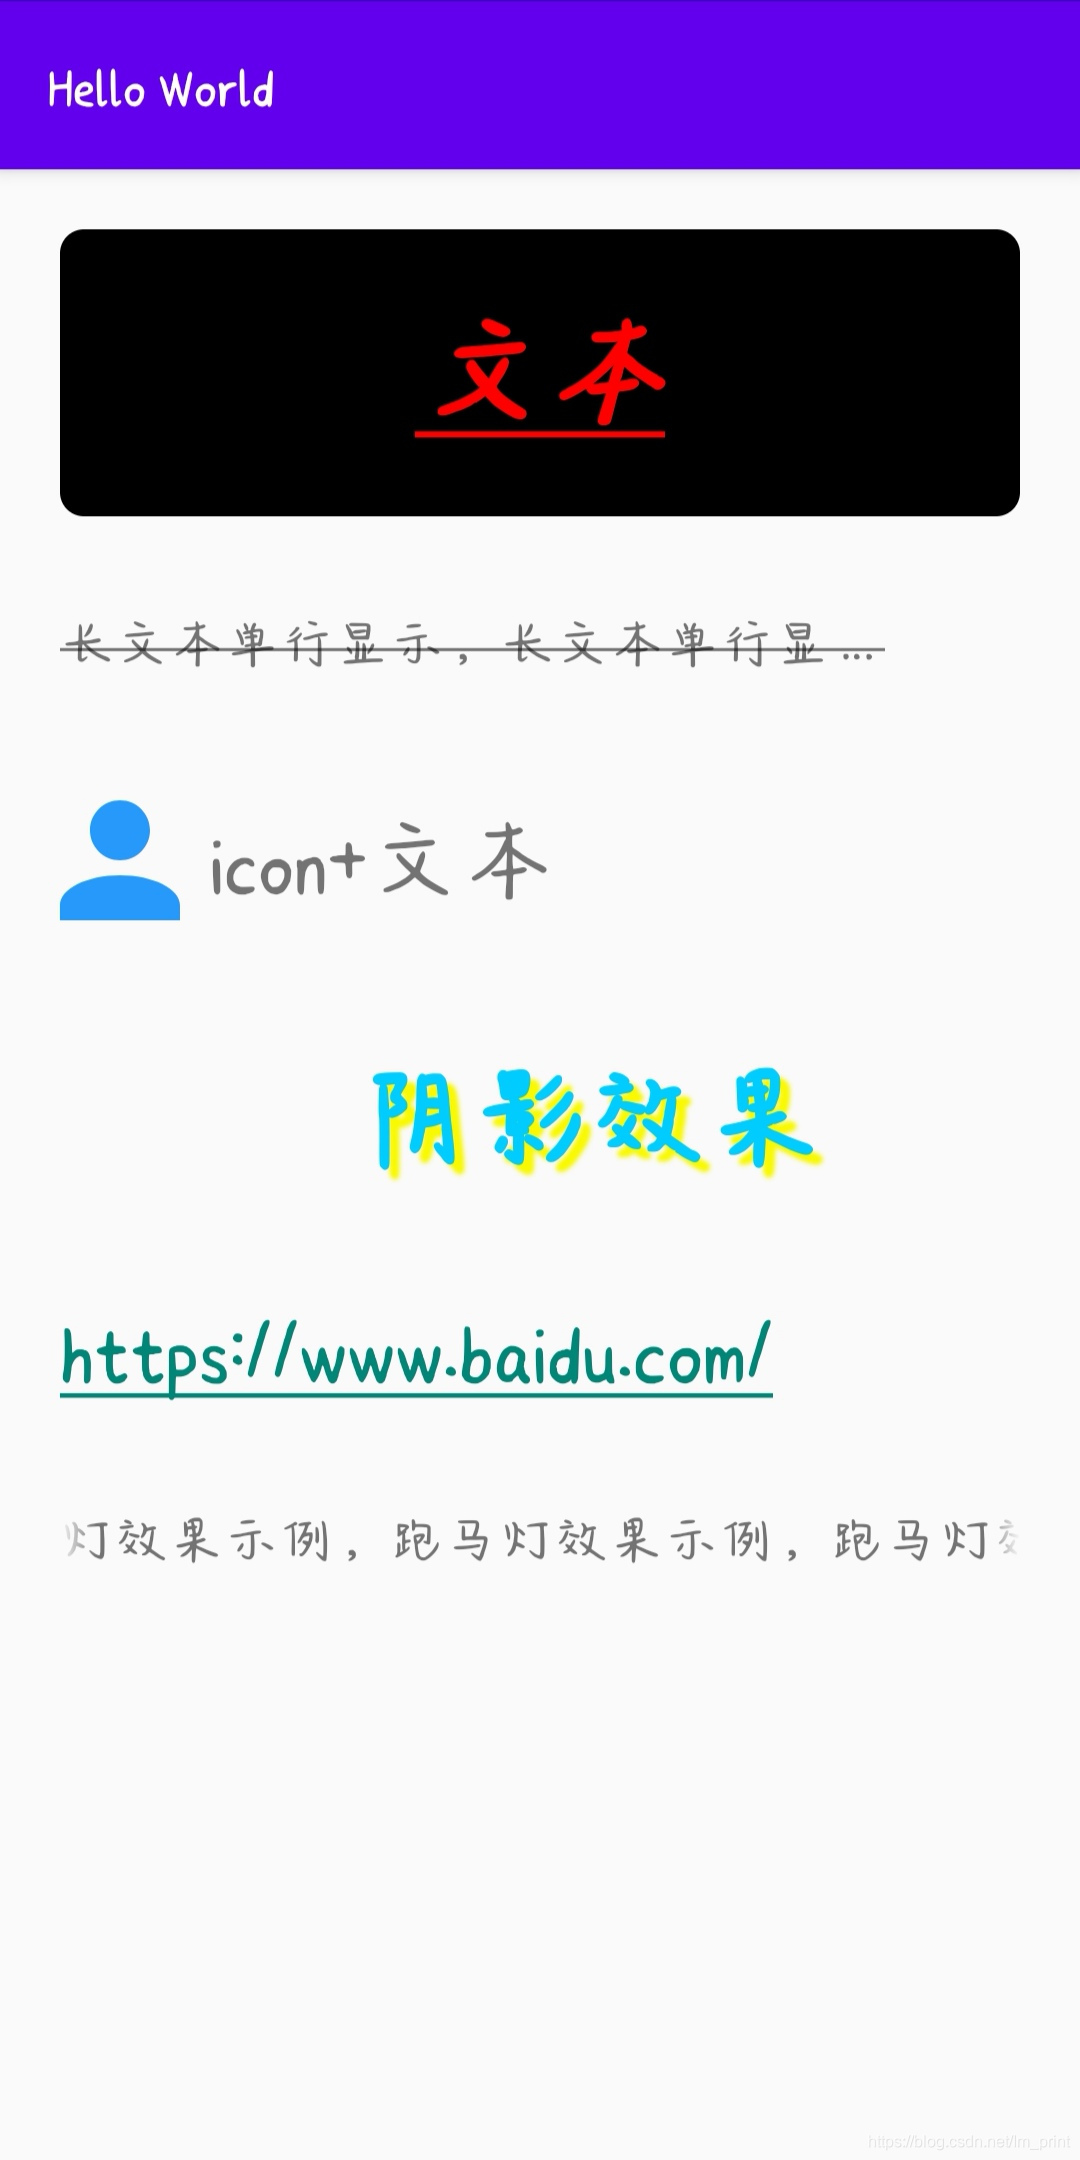 Hello World
文本
长文本单行显示，长文本单行显...
icon+文本
阴影效果
https://www.baidu.com/
灯效果示例，跑马灯效果示例，跑马灯效
https://blog.csdn.net/lm_print